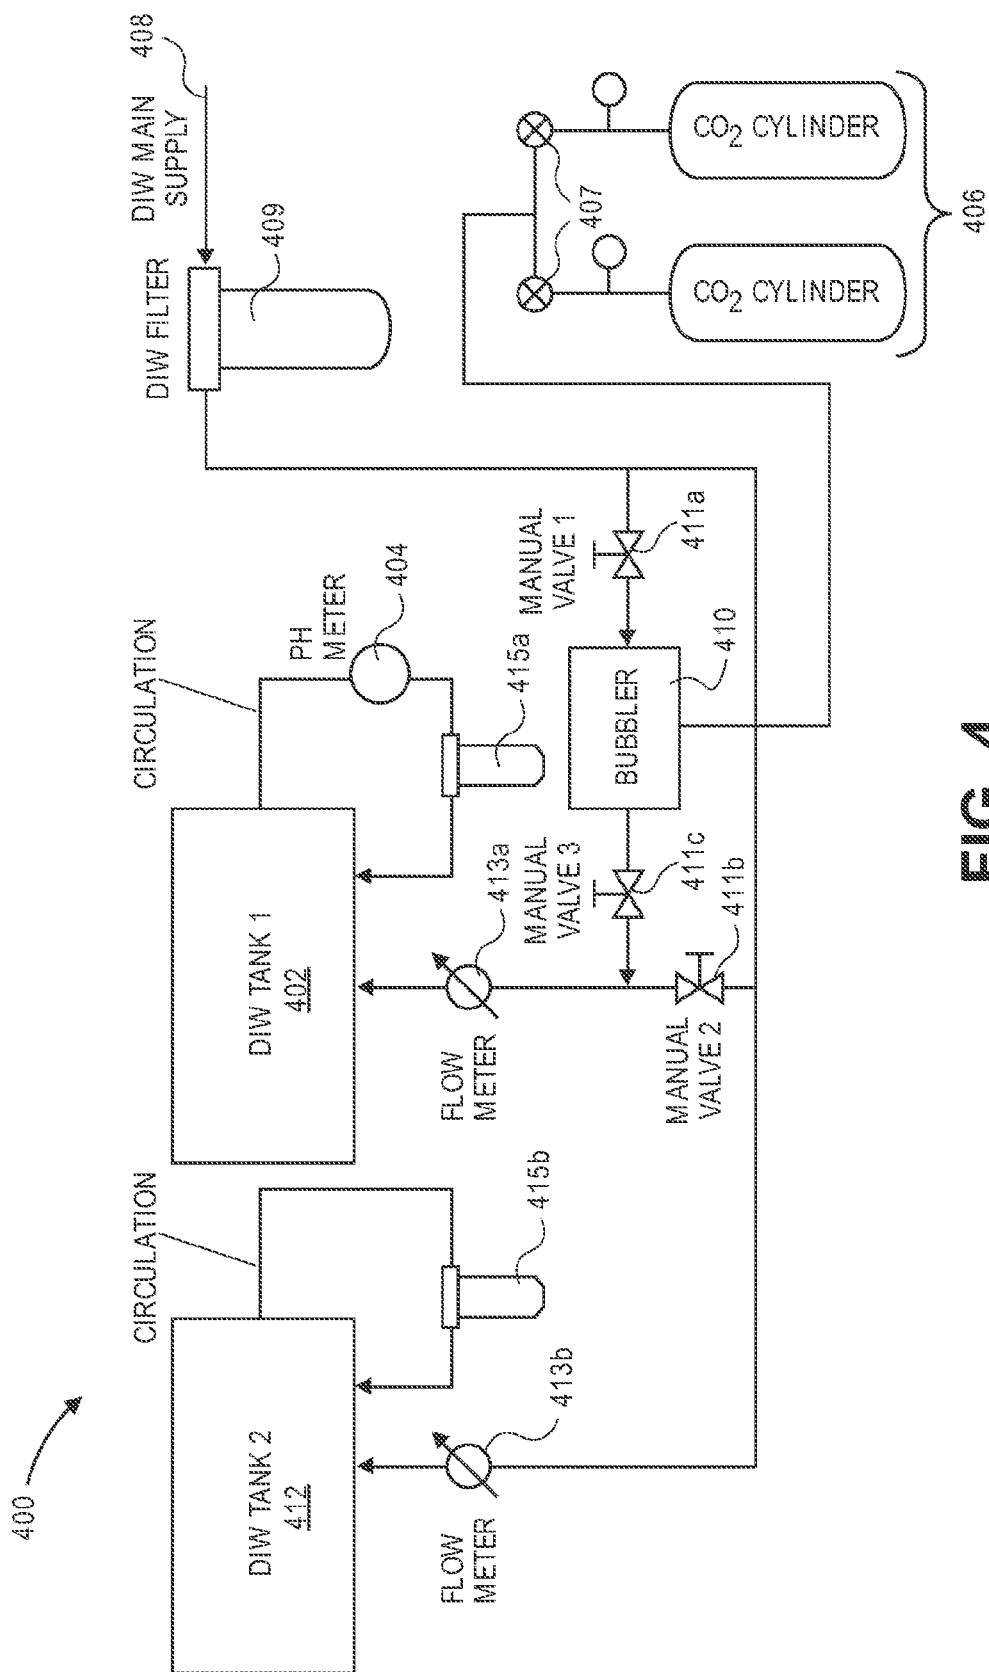 400
CIRCULATION
DIW TANK 2
412
415b
FLOW
METER
413b
CIRCULATION
DIW TANK 1
402
PH
METER
404
415a
FLOW
METER
413a
DIW FILTER
409
DIW MAIN
SUPPLY
408
MANUAL
VALVE 1
411a
BUBBLER
410
MANUAL
VALVE 3
411c
MANUAL
VALVE 2
411b
407
CO2 CYLINDER
CO2 CYLINDER
406
FIG. 4